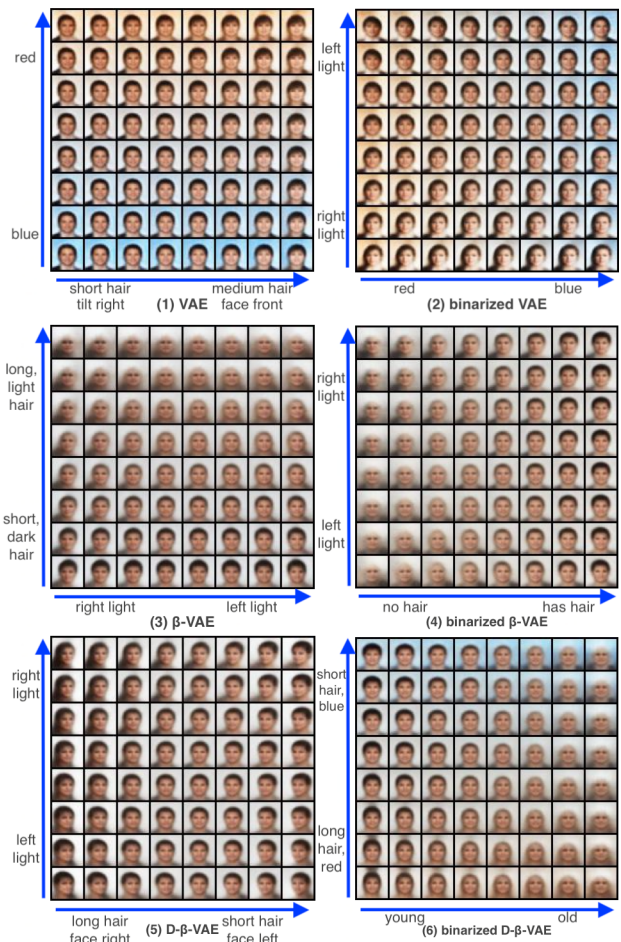 red
blue
short hair
tilt right
medium hair
face front
(1) VAE
left
light
right
light
red
blue
(2) binarized VAE
long,
light
hair
short,
dark
hair
right light
left light
(3) β-VAE
right
light
left
light
no hair
has hair
(4) binarized β-VAE
right
light
left
light
long hair
face right
short hair
face left
(5) D-β-VAE
short
hair,
blue
long
hair,
red
young
old
(6) binarized D-β-VAE